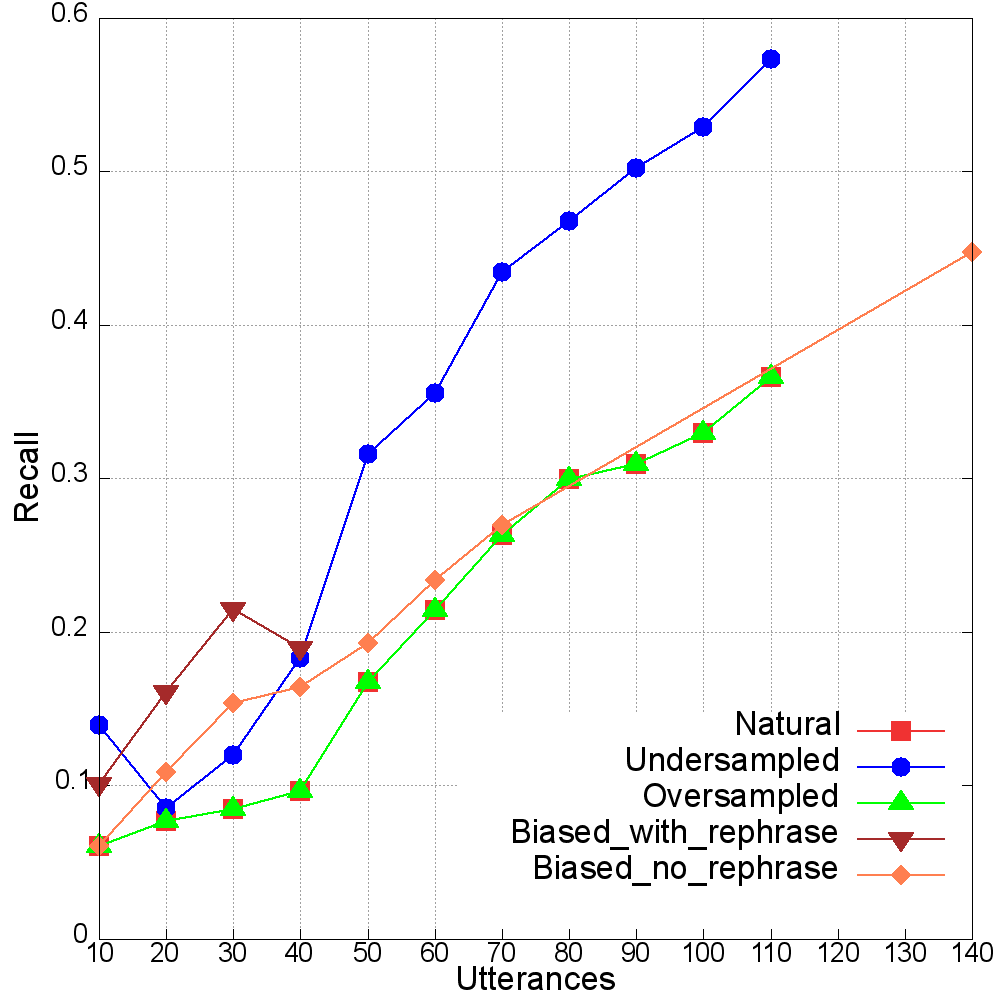 0.6
0.5
0.4
0.3
0.2
0.1
0
Recall
10 20 30 40 50 60 70 80 90 100 110 120 130 140
Utterances
Natural
Undersampled
Oversampled
Biased_with_rephrase
Biased_no_rephrase